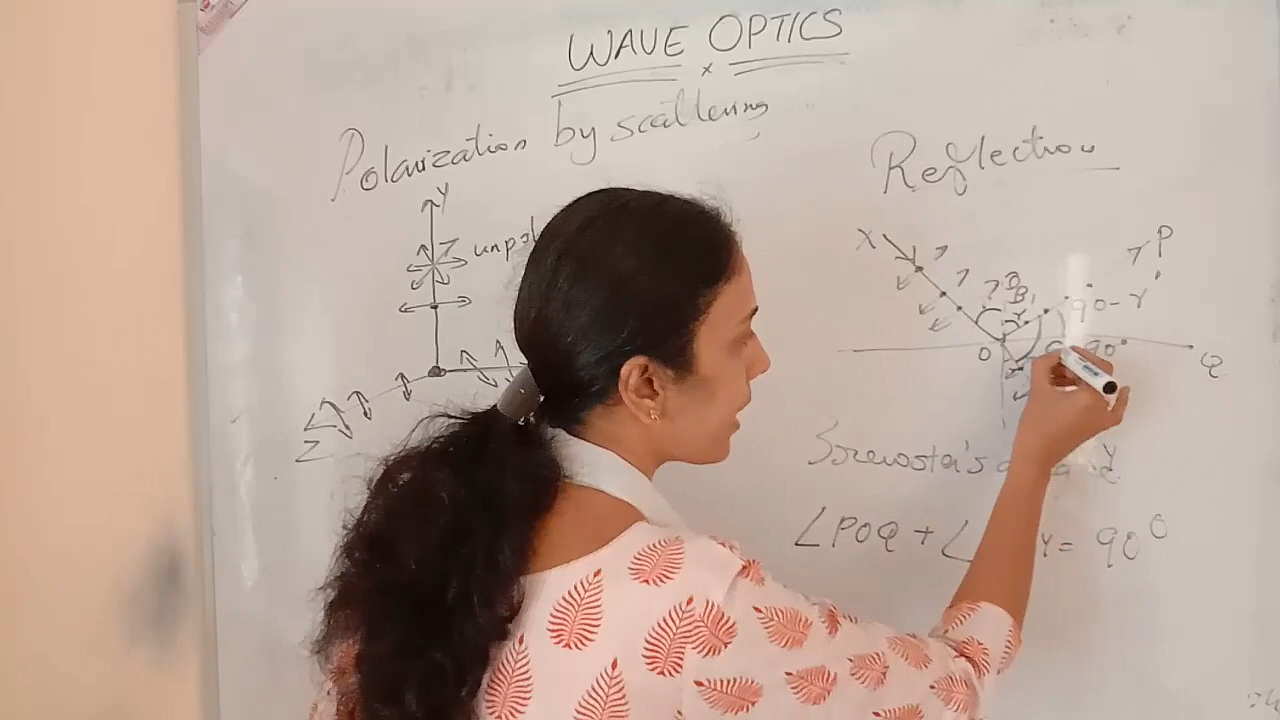 WAVE OPTICS
Polarization by scattering
Reflection
Y
unpol
Z
X
P
90-r
O
90°
Q
Y
Brewster's
∠POQ + ∠ Y = 90°